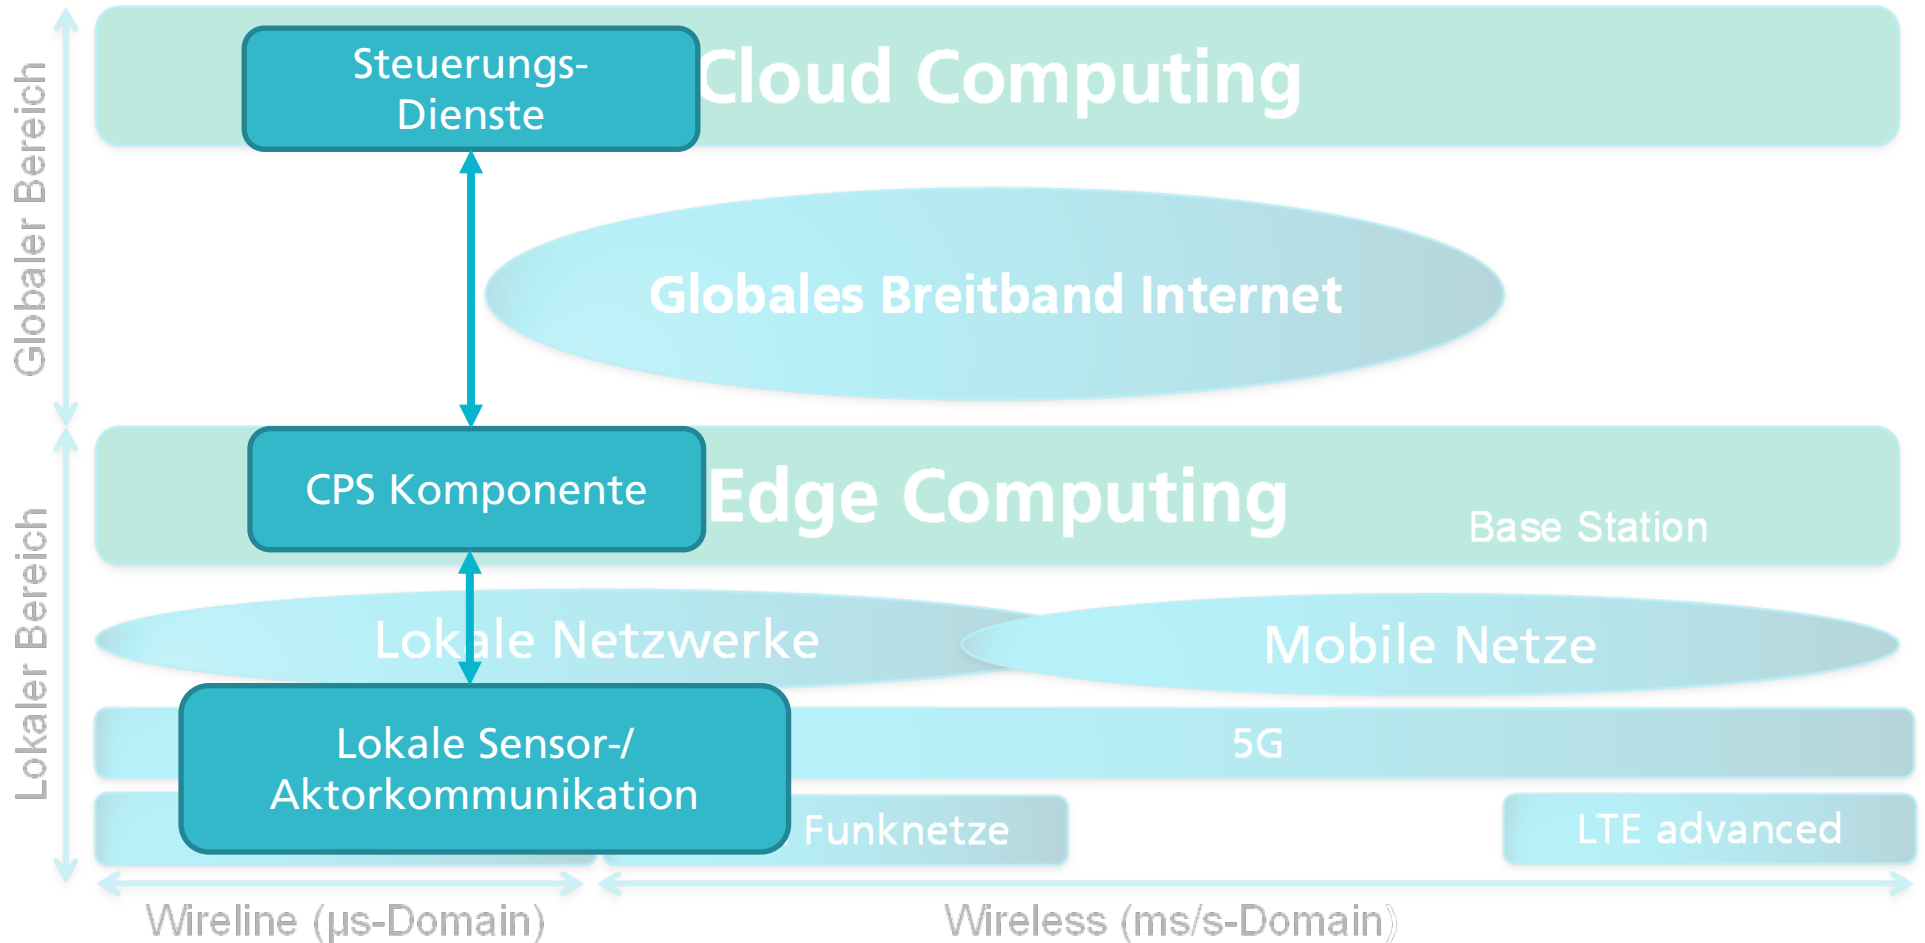 Globaler Bereich
Steuerungs-
Dienste
Cloud Computing
Globales Breitband Internet
Lokaler Bereich
CPS Komponente
Edge Computing
Base Station
Lokale Netzwerke
Mobile Netze
Lokale Sensor-/
Aktorkommunikation
5G
Funknetze
LTE advanced
Wireline (µs-Domain)
Wireless (ms/s-Domain)